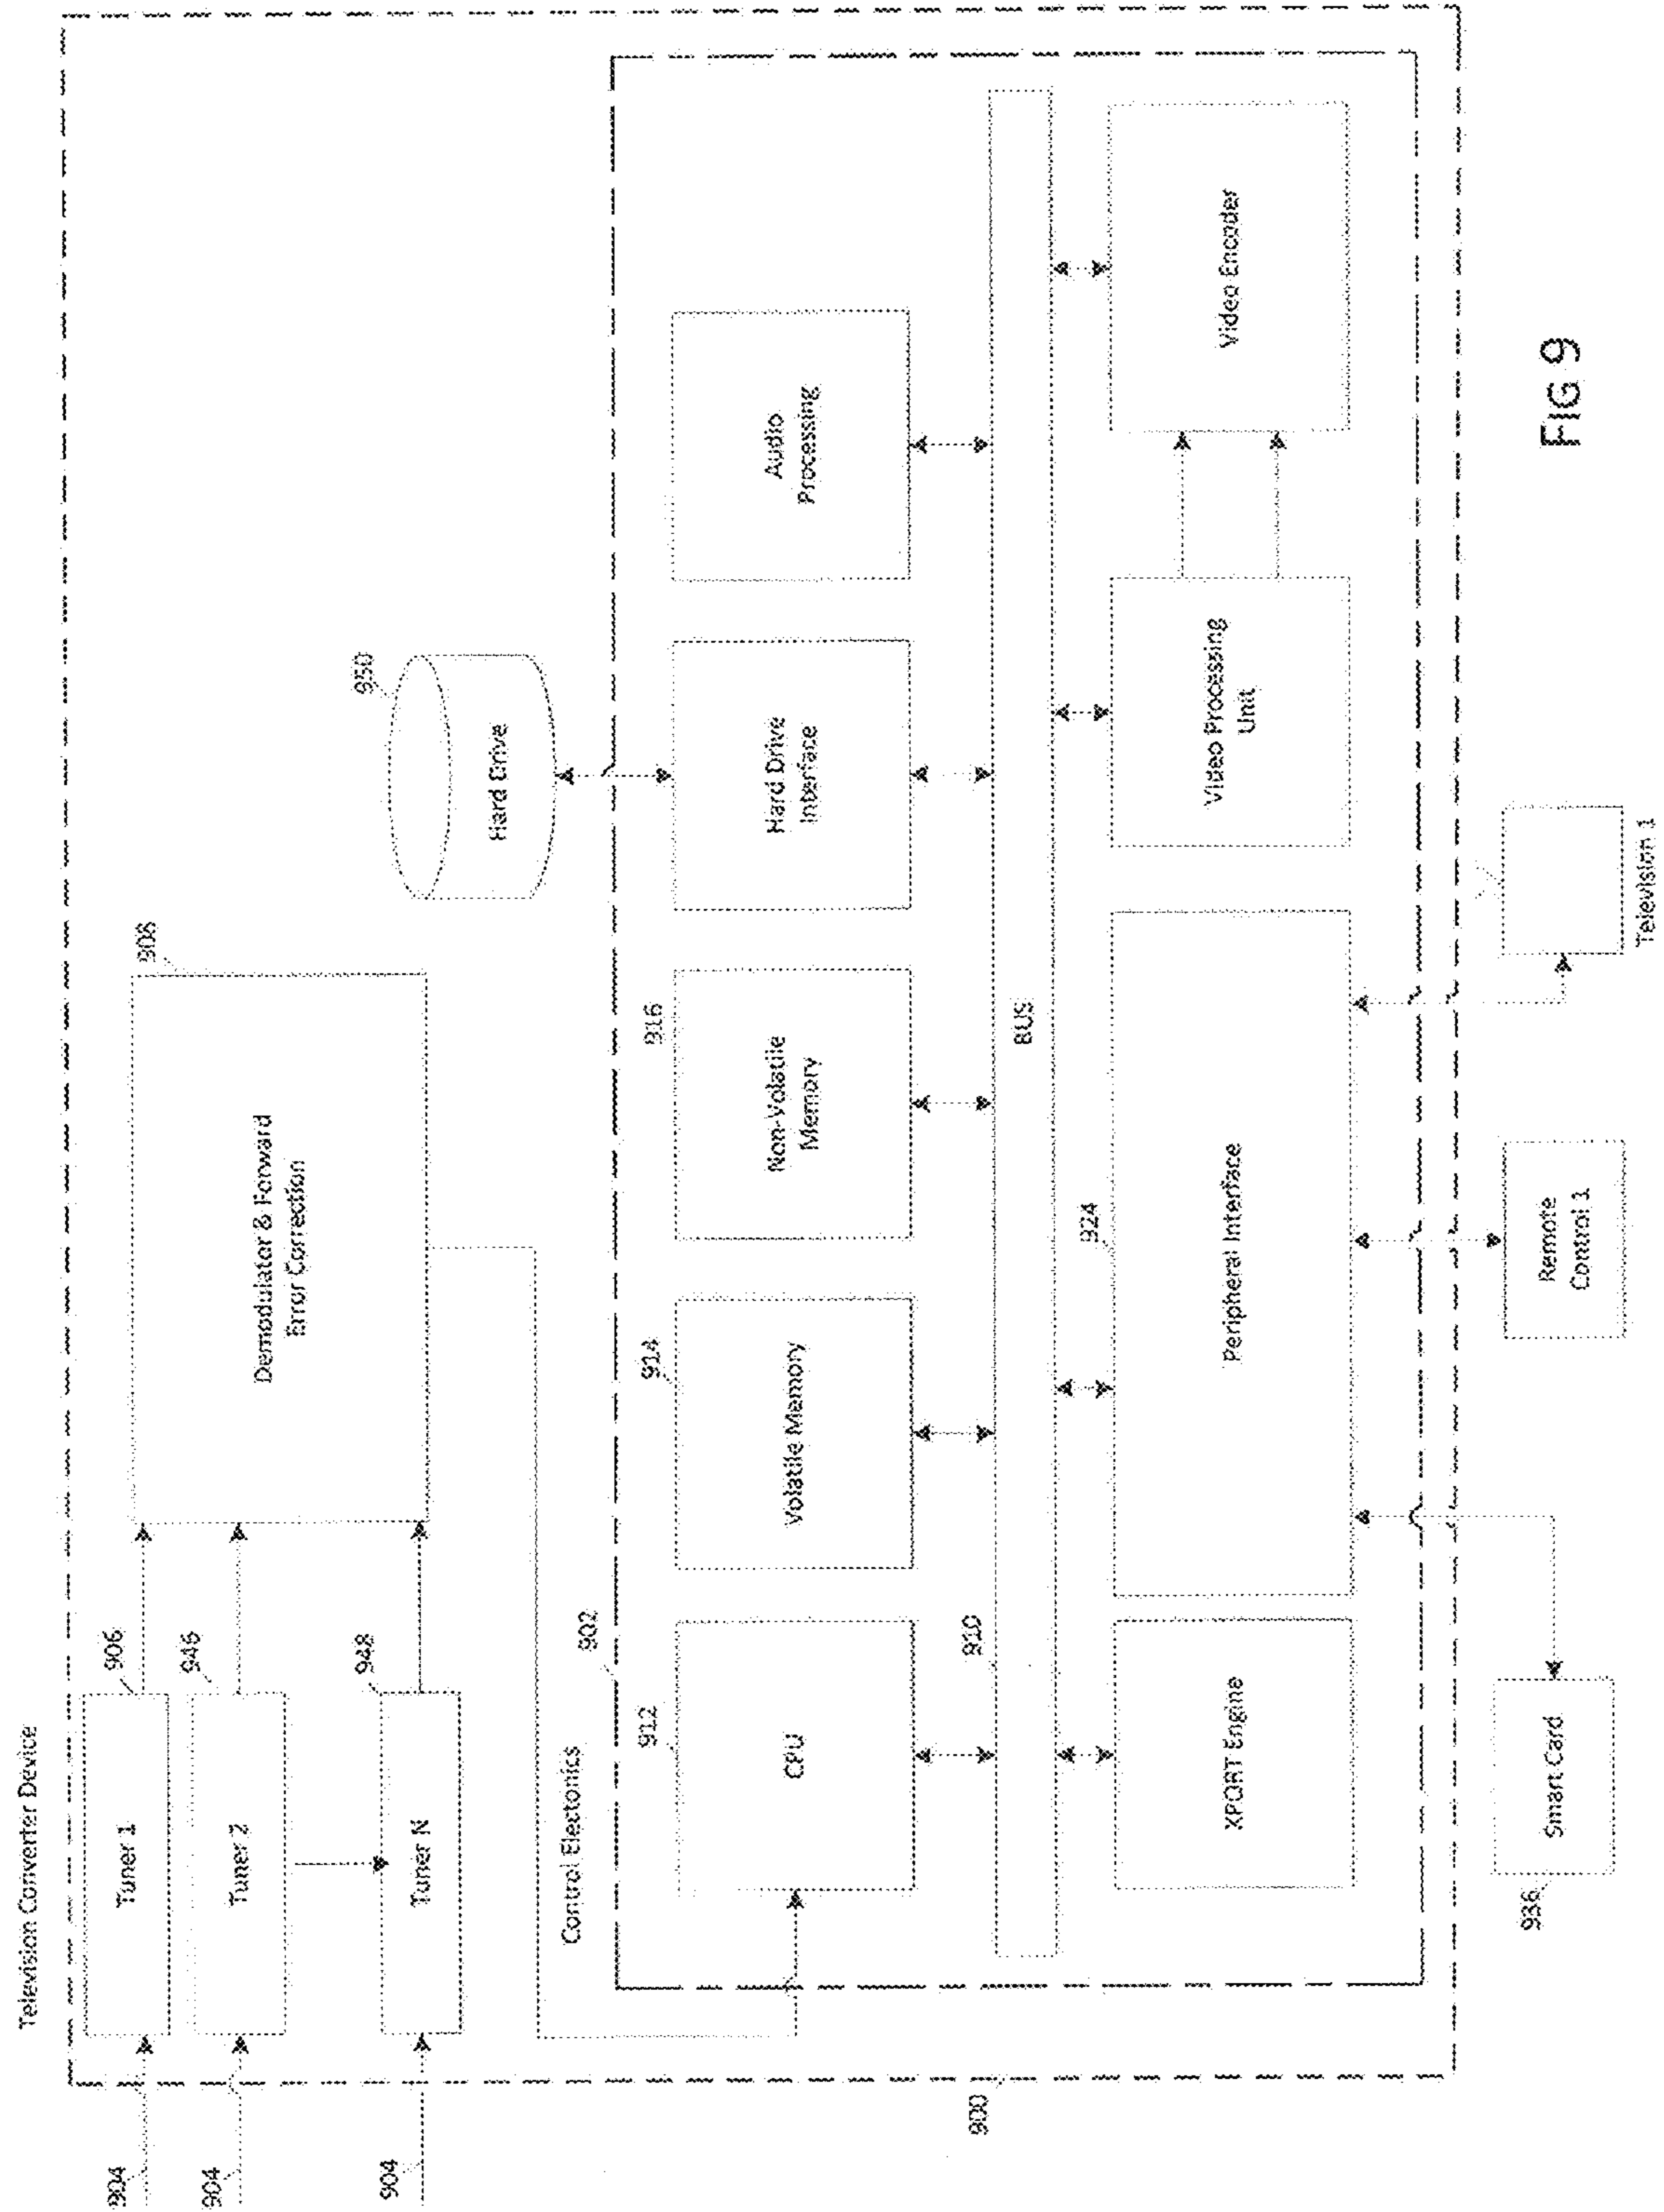 Television Converter Device
904
Tuner 1
906
904
Tuner 2
946
904
Tuner N
948
Demodulator & Forward
Error Correction
908
Hard Drive
950
Control Electonics
902
912
CPU
914
Volatile Memory
916
Non-Volatile
Memory
Hard Drive
Interface
Audio
Processing
910
BUS
924
XPORT Engine
Peripheral Interface
Video Processing
Unit
Video Encoder
900
936
Smart Card
Remote
Control 1
Television 1
FIG 9